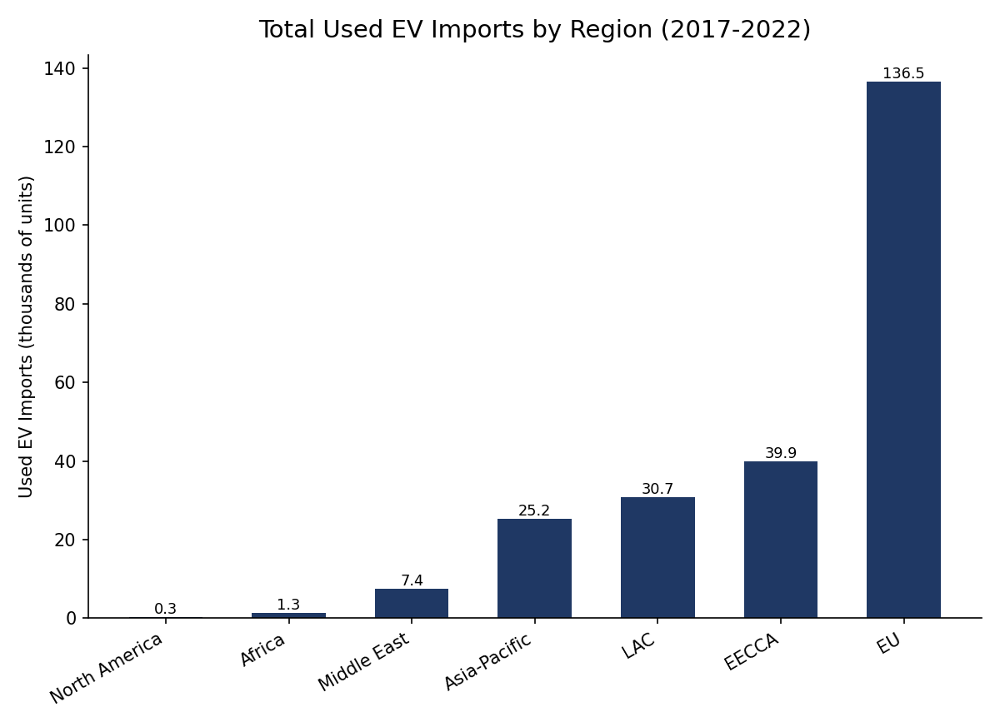 Total Used EV Imports by Region (2017-2022)
Used EV Imports (thousands of units)
140
120
100
80
60
40
20
0
0.3
1.3
7.4
25.2
30.7
39.9
136.5
North America
Africa
Middle East
Asia-Pacific
LAC
EECCA
EU